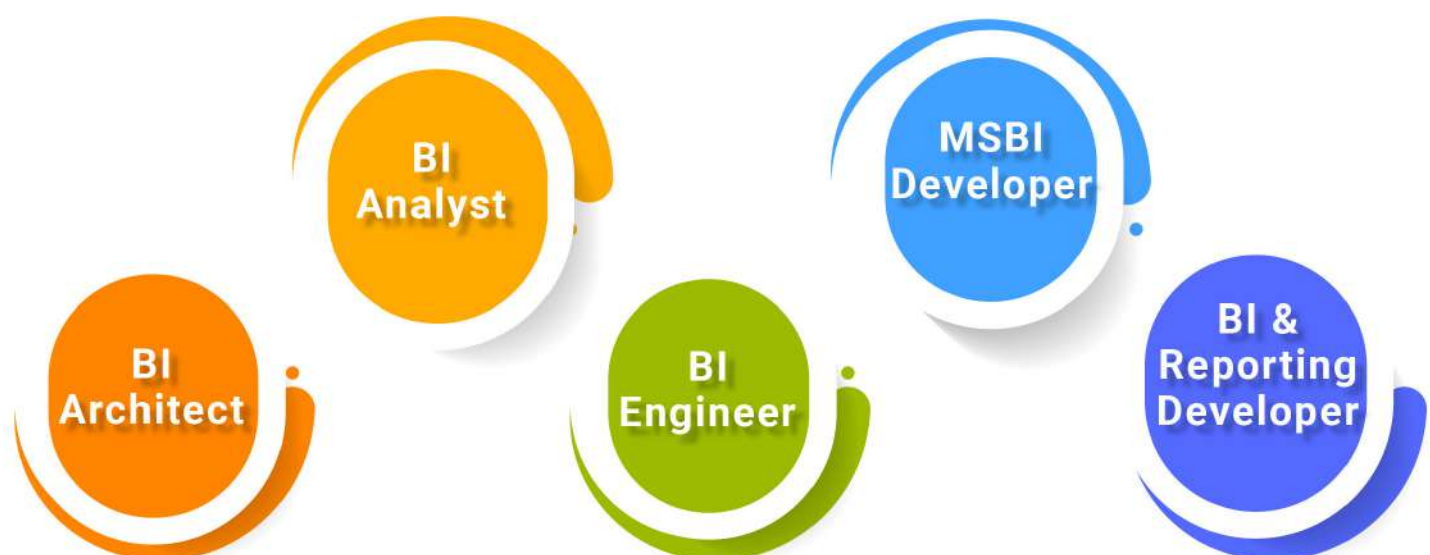 BI
Architect
BI
Analyst
BI
Engineer
MSBI
Developer
BI &
Reporting
Developer